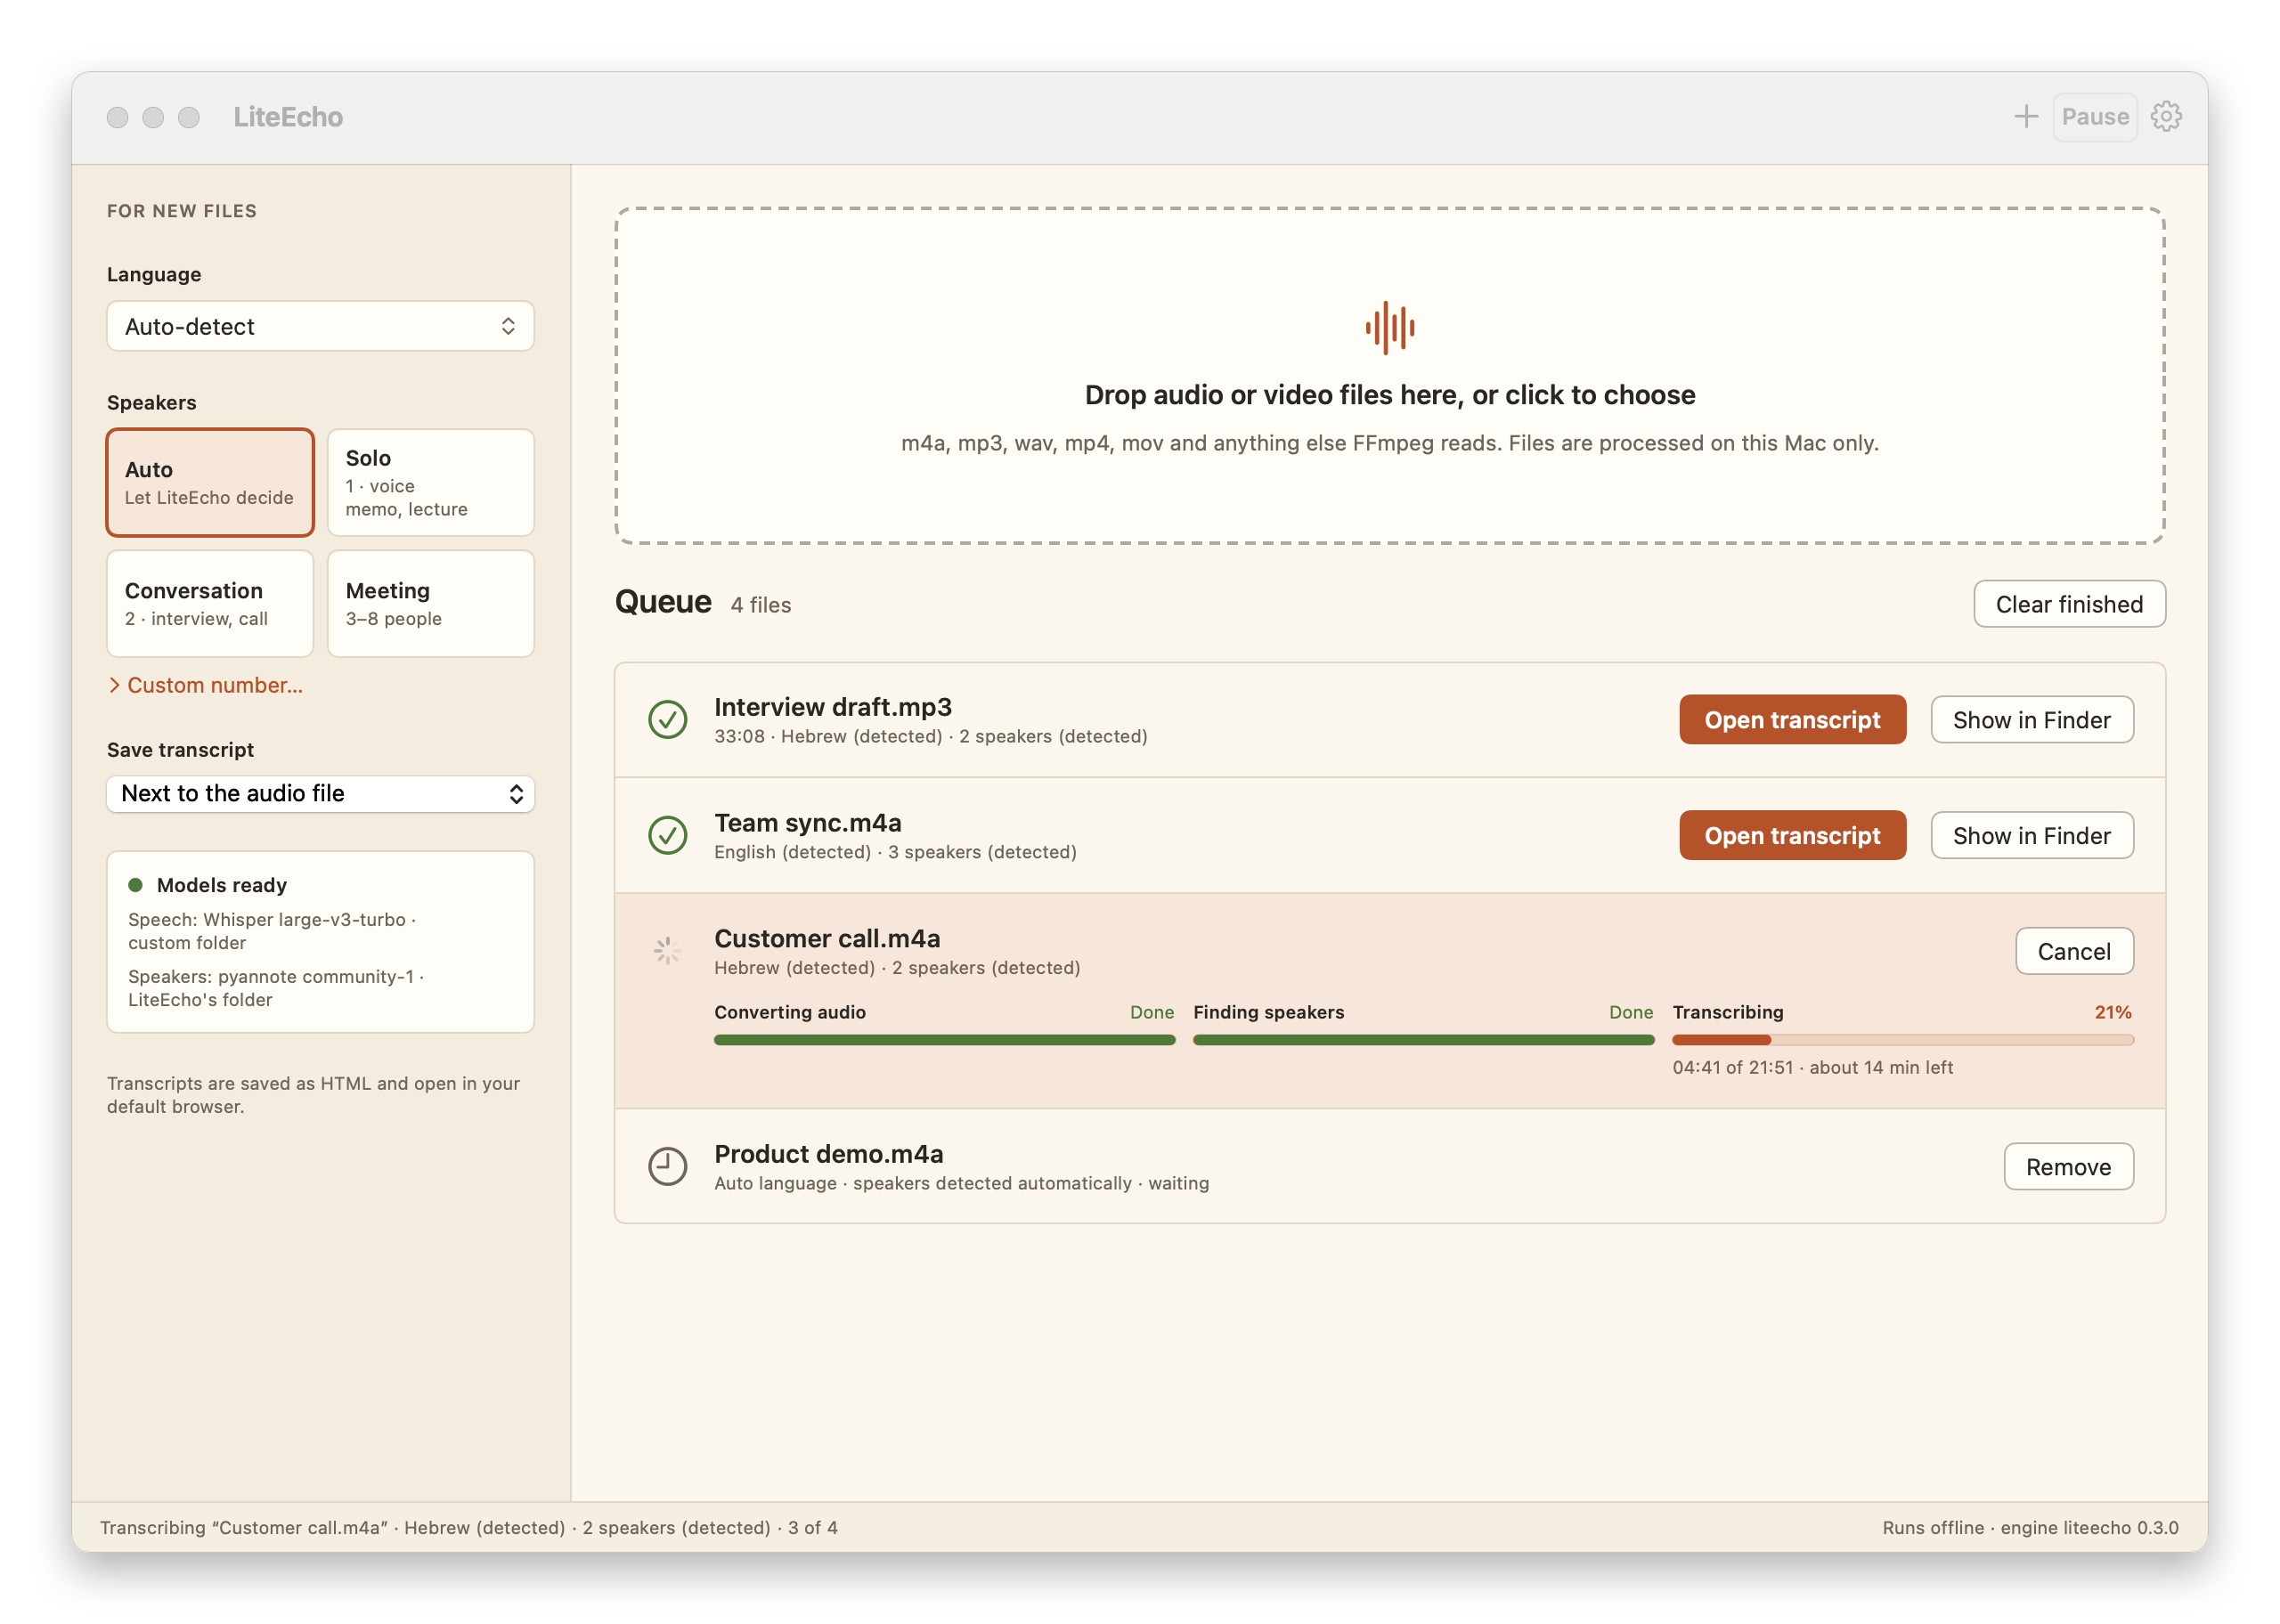 LiteEcho
Pause
FOR NEW FILES
Language
Auto-detect
Speakers
Auto
Let LiteEcho decide
Solo
1 · voice
memo, lecture
Conversation
2 · interview, call
Meeting
3–8 people
Custom number...
Save transcript
Next to the audio file
Models ready
Speech: Whisper large-v3-turbo ·
custom folder
Speakers: pyannote community-1 ·
LiteEcho's folder
Transcripts are saved as HTML and open in your
default browser.
Drop audio or video files here, or click to choose
m4a, mp3, wav, mp4, mov and anything else FFmpeg reads. Files are processed on this Mac only.
Queue 4 files
Clear finished
Interview draft.mp3
33:08 · Hebrew (detected) · 2 speakers (detected)
Open transcript
Show in Finder
Team sync.m4a
English (detected) · 3 speakers (detected)
Open transcript
Show in Finder
Customer call.m4a
Hebrew (detected) · 2 speakers (detected)
Cancel
Converting audio Done
Finding speakers Done
Transcribing 21%
04:41 of 21:51 · about 14 min left
Product demo.m4a
Auto language · speakers detected automatically · waiting
Remove
Transcribing “Customer call.m4a” · Hebrew (detected) · 2 speakers (detected) · 3 of 4
Runs offline · engine liteecho 0.3.0